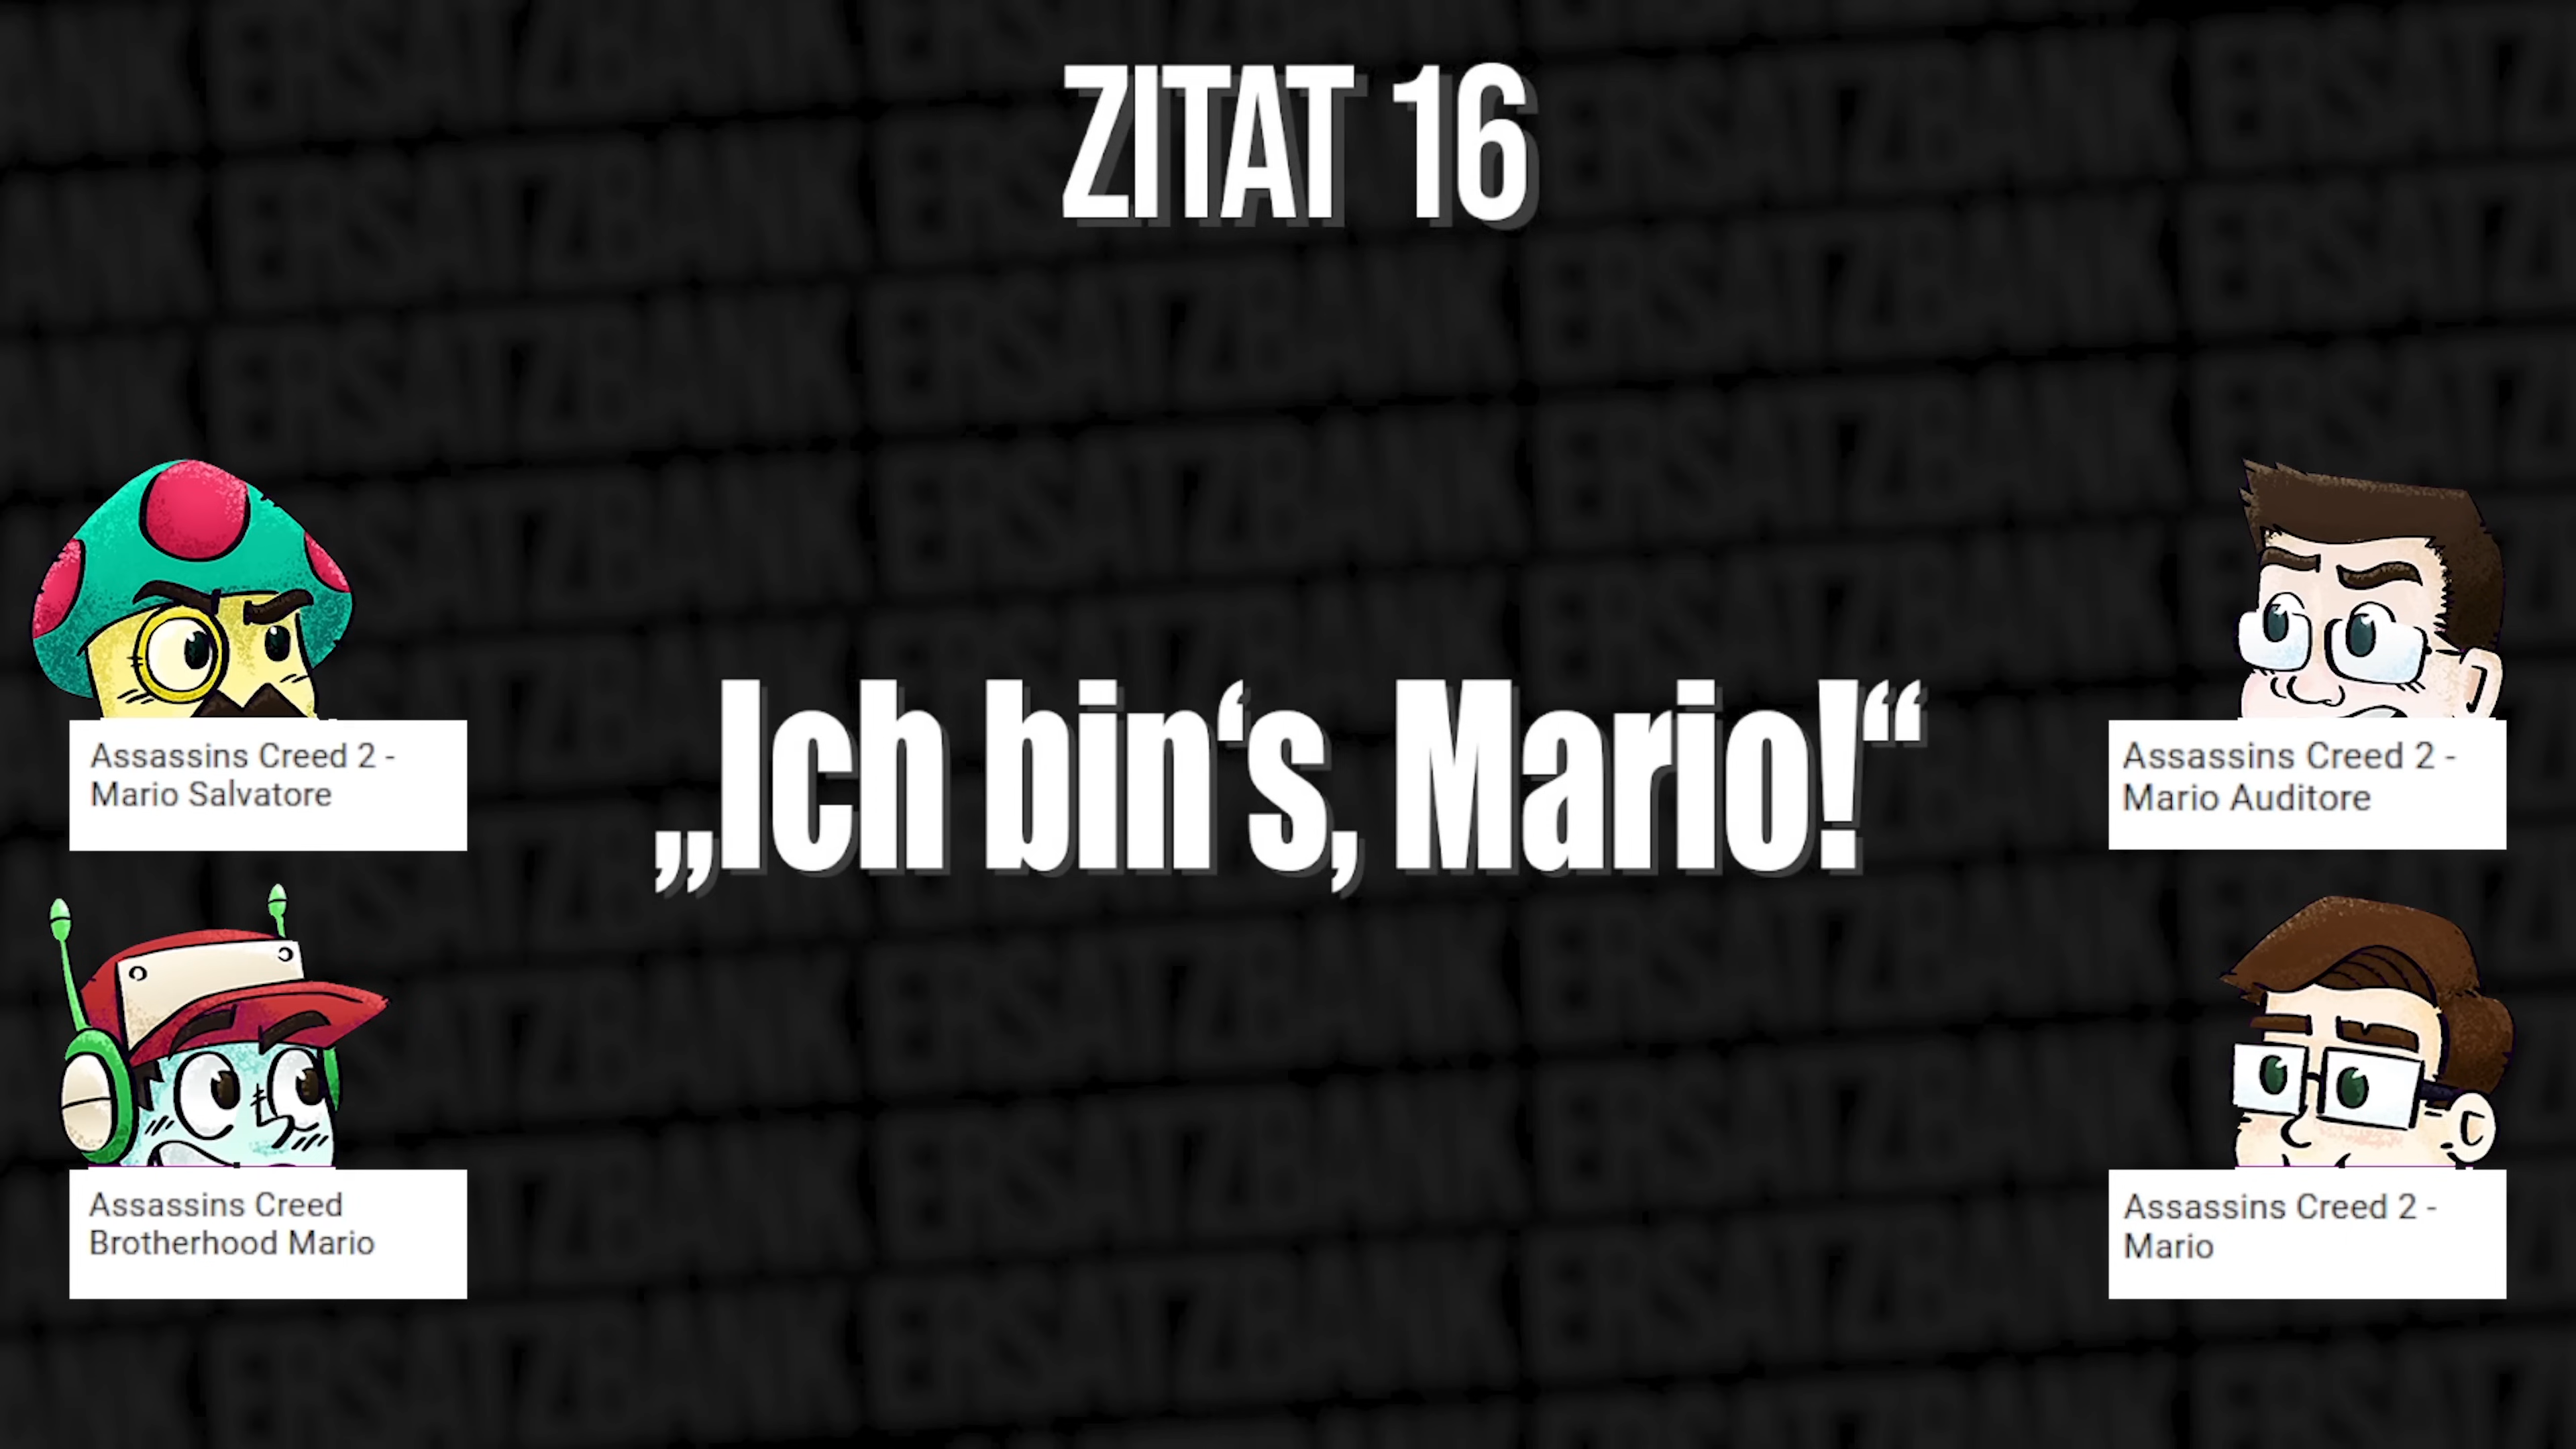 ZITAT 16
Assassins Creed 2 -
Mario Salvatore
„Ich bin‘s, Mario!“
Assassins Creed 2 -
Mario Auditore
Assassins Creed
Brotherhood Mario
Assassins Creed 2 -
Mario
ERSATZBANK